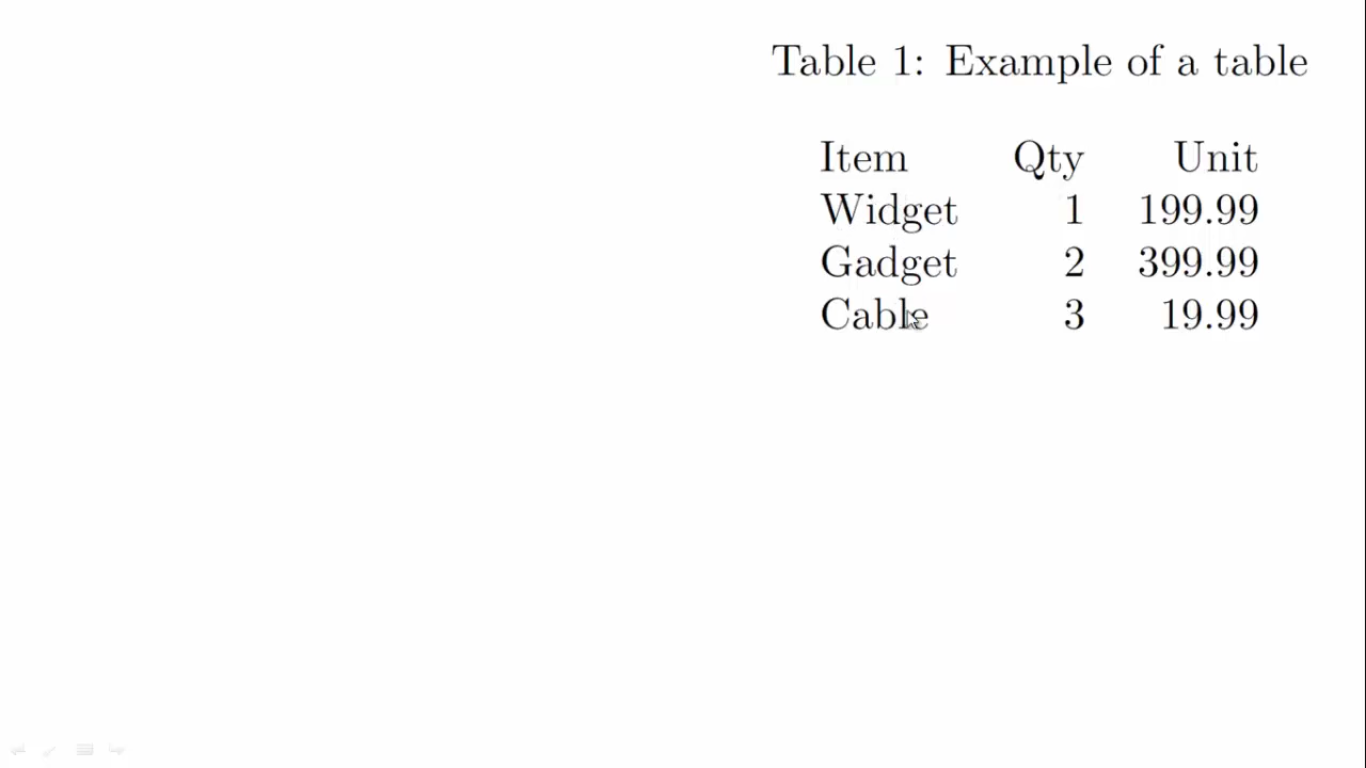 Table 1: Example of a table
Item Qty Unit
Widget 1 199.99
Gadget 2 399.99
Cable 3 19.99